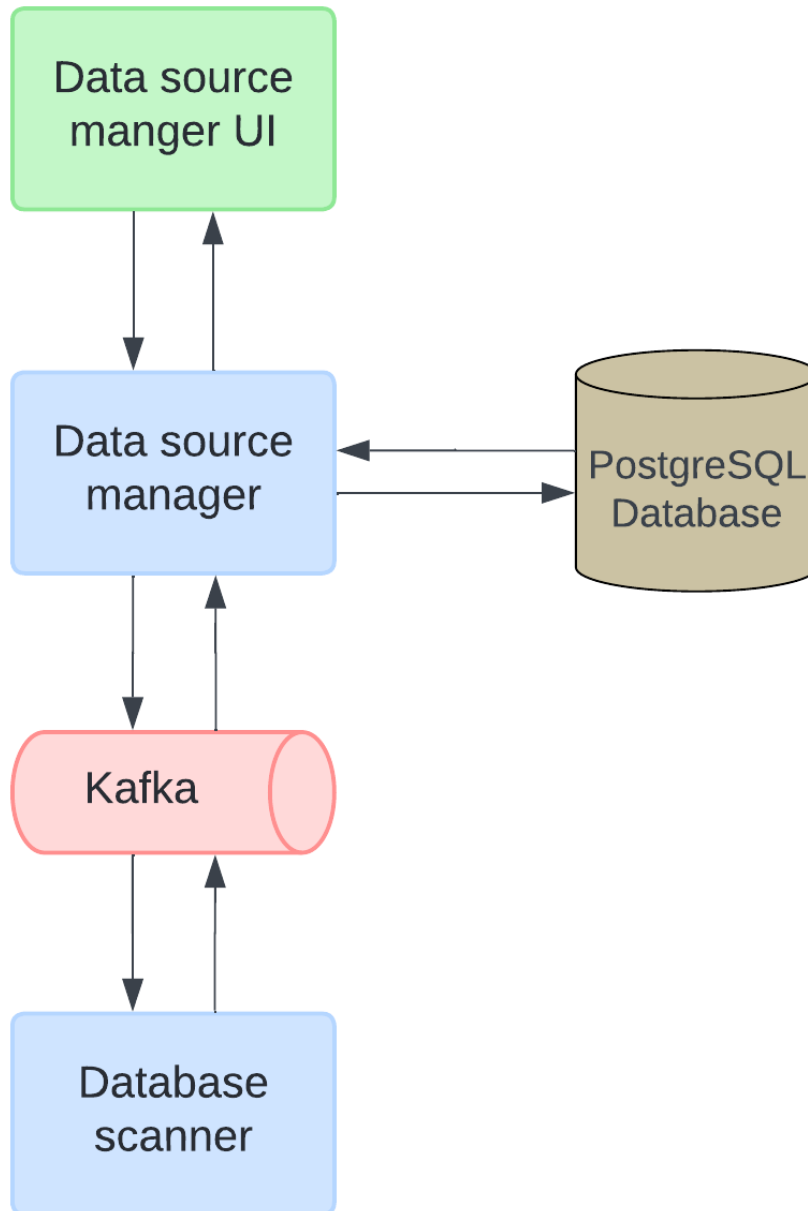 Data source
manger UI
Data source
manager
PostgreSQL
Database
Kafka
Database
scanner